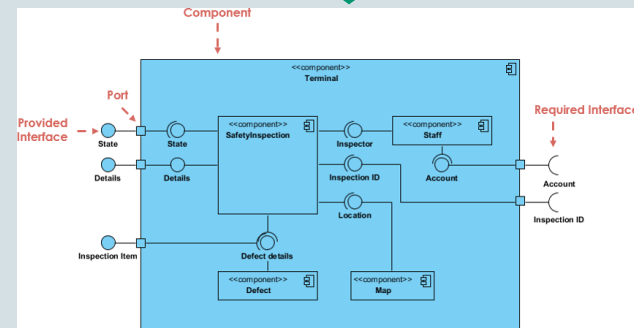 Component
<<component>>
Terminal
Port
Required Interface
Provided
Interface
State
State
<<component>>
SafetyInspection
Inspector
<<component>>
Staff
Details
Details
Inspection ID
Account
Account
Location
Inspection ID
Inspection Item
Defect details
<<component>>
Defect
<<component>>
Map